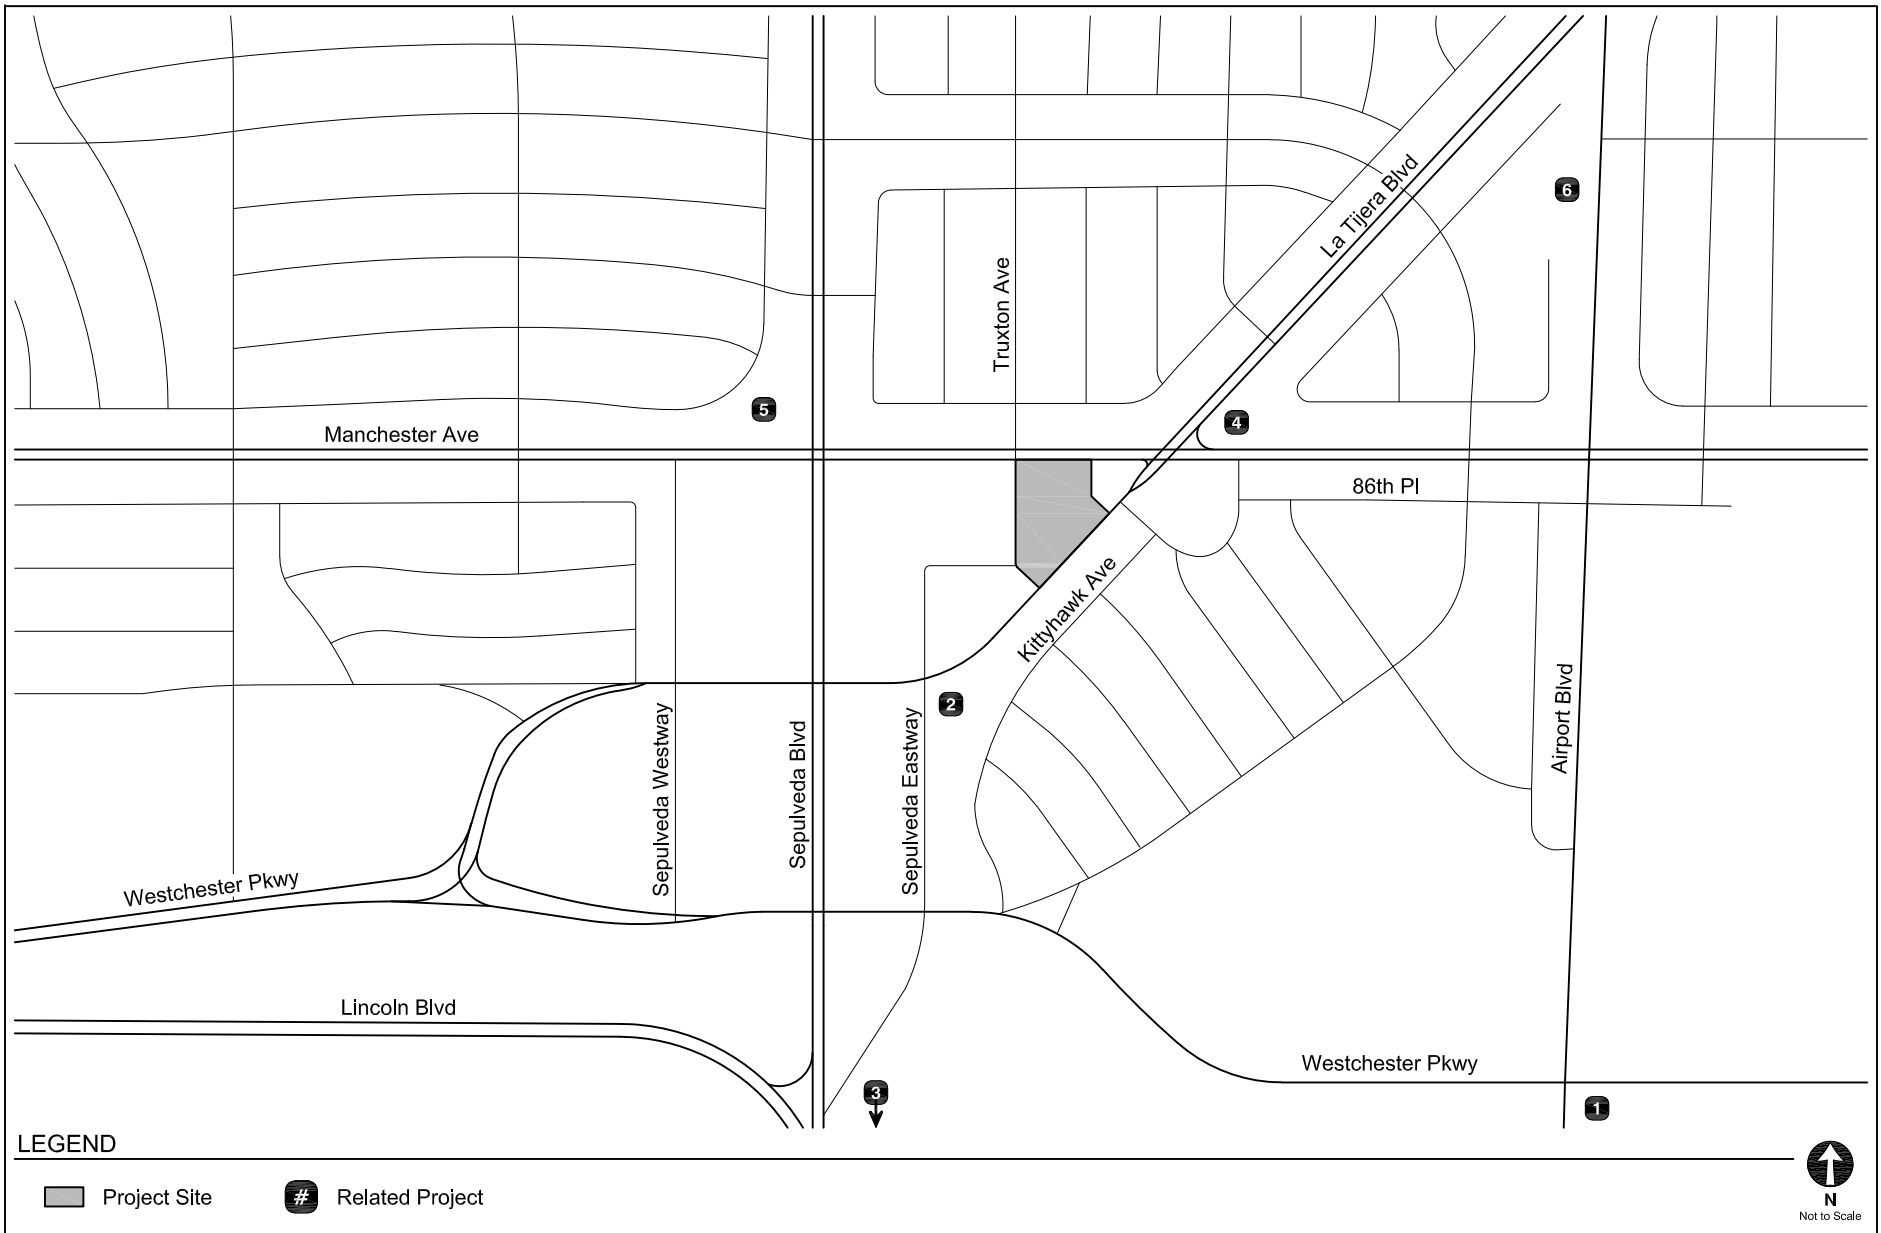 6
La Tijera Blvd
Truxton Ave
5
4
Manchester Ave
86th Pl
Kittyhawk Ave
2
Sepulveda Westway
Sepulveda Blvd
Sepulveda Eastway
Airport Blvd
Westchester Pkwy
Lincoln Blvd
Westchester Pkwy
3
1
LEGEND
Project Site
# Related Project
N
Not to Scale